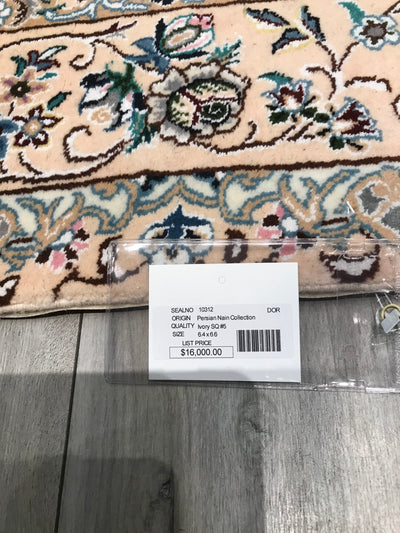 SEALNO 10312 DOR
ORIGIN Persian Nain Collection
QUALITY Ivory SQ #5
SIZE 6.4 x 6.6
LIST PRICE
$16,000.00